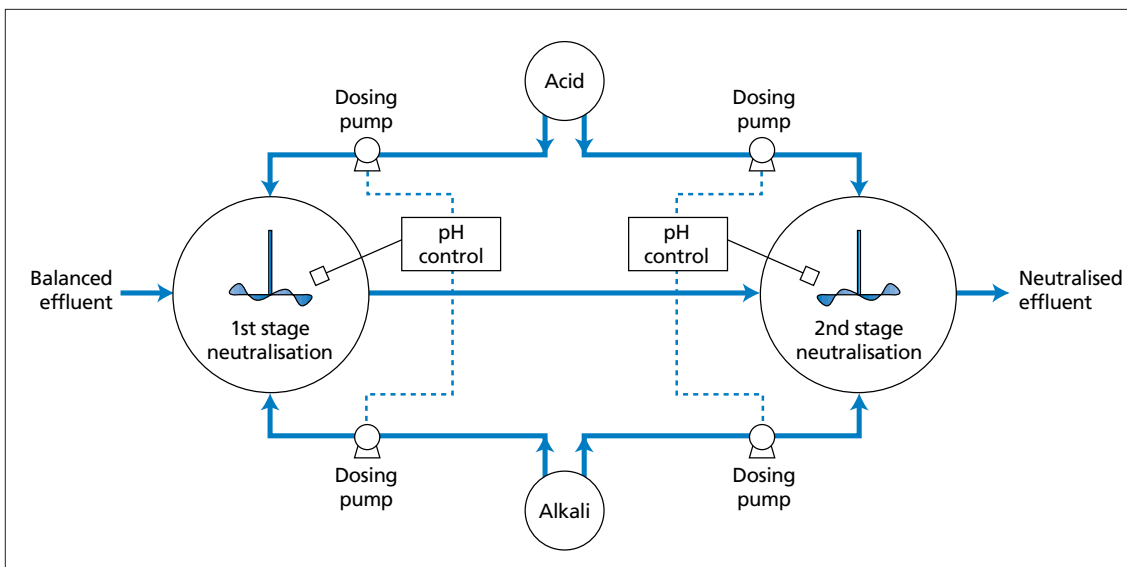 Acid
Dosing
pump
Dosing
pump
pH
control
pH
control
Balanced
effluent
1st stage
neutralisation
2nd stage
neutralisation
Neutralised
effluent
Dosing
pump
Alkali
Dosing
pump